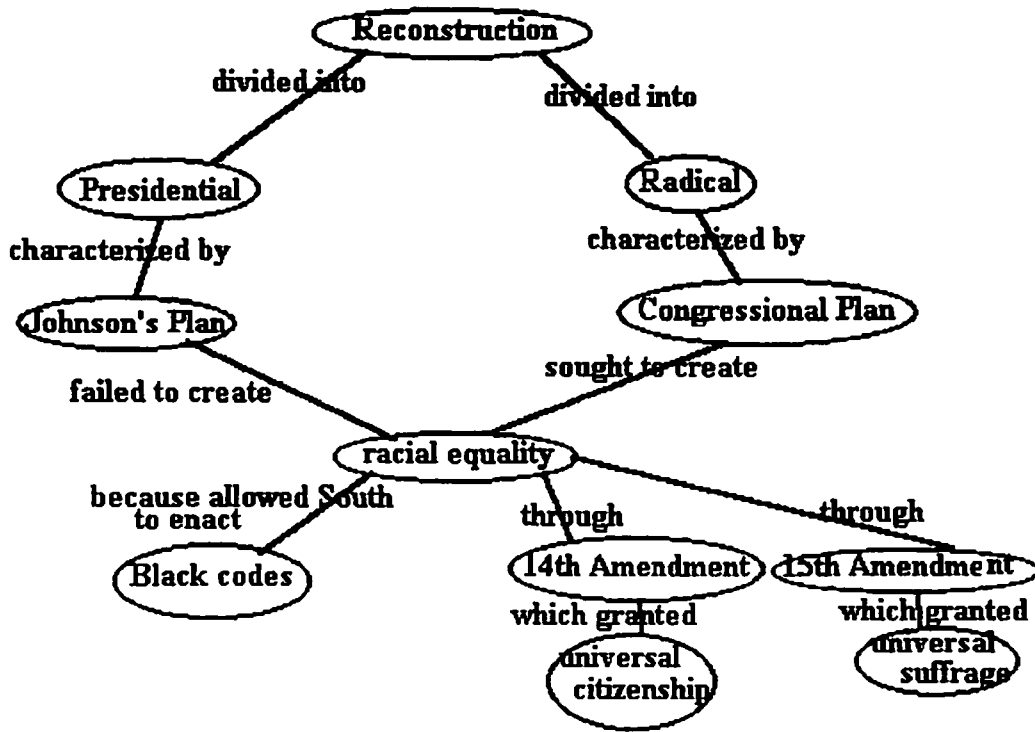 Reconstruction
divided into
divided into
Presidential
Radical
characterized by
characterized by
Johnson's Plan
Congressional Plan
failed to create
sought to create
racial equality
because allowed South
to enact
through
through
Black codes
14th Amendment
15th Amendment
which granted
which granted
universal
citizenship
universal
suffrage